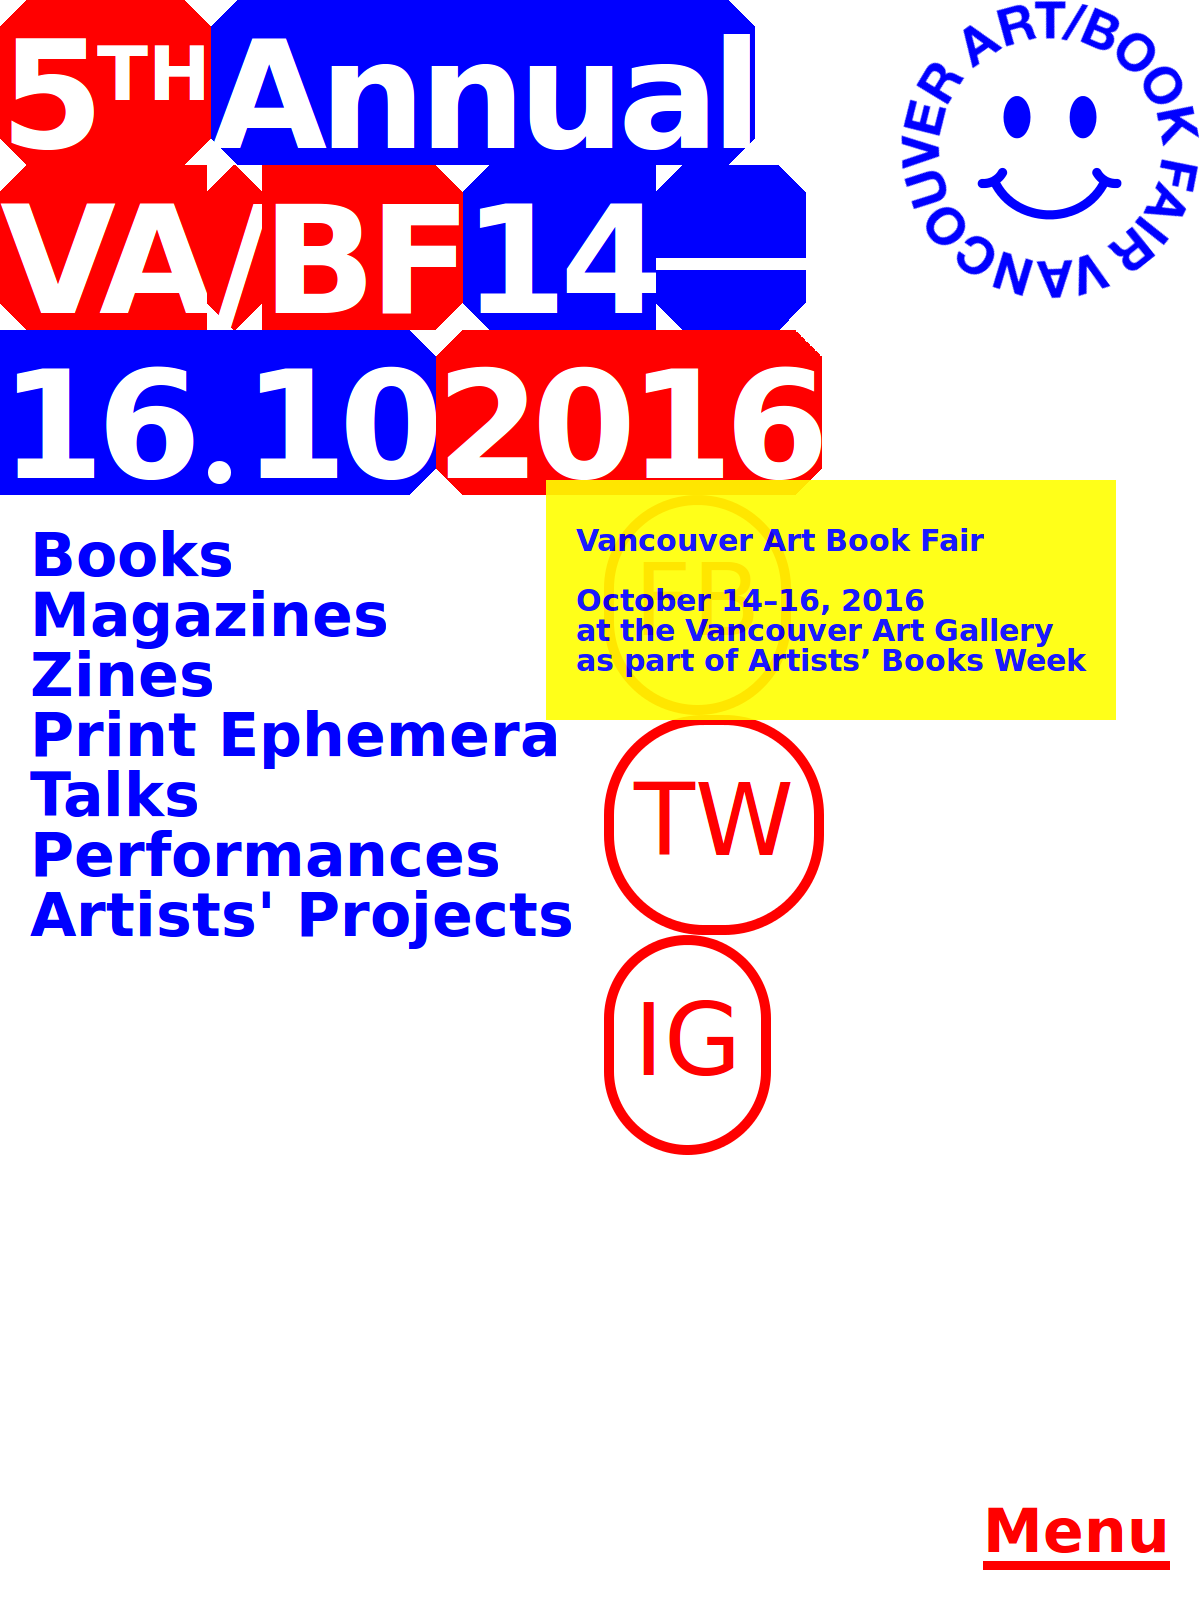 5TH Annual
VA/BF 14—
16.10 2016
VANCOUVER ART/BOOK FAIR
Books
Magazines
Zines
Print Ephemera
Talks
Performances
Artists' Projects
FB
Vancouver Art Book Fair
October 14–16, 2016
at the Vancouver Art Gallery
as part of Artists’ Books Week
TW
IG
Menu